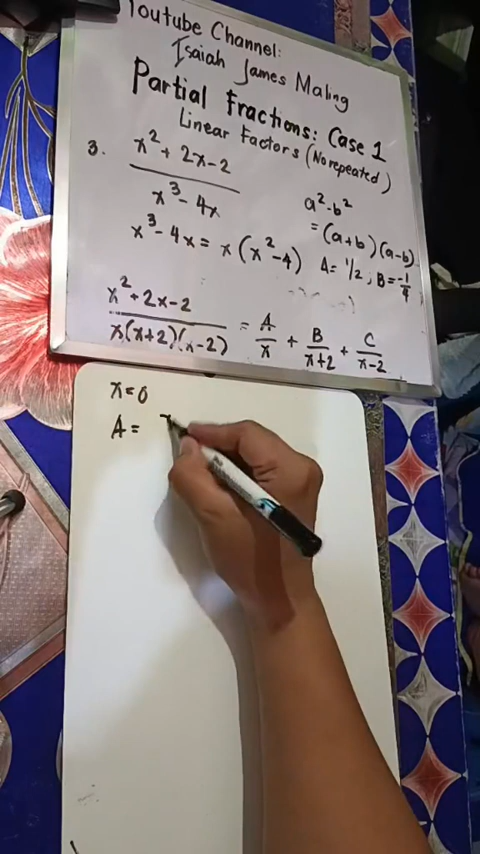 Youtube Channel:
Isaiah James Maling
Partial Fractions: Case 1
Linear Factors (No repeated)
3. x² + 2x - 2
x³ - 4x
a² - b²
= (a+b)(a-b)
x³ - 4x = x(x² - 4)
A = 1/2 ; B = -1/4
x² + 2x - 2
x(x+2)(x-2)
= A/x + B/x+2 + C/x-2
x = 0
A =